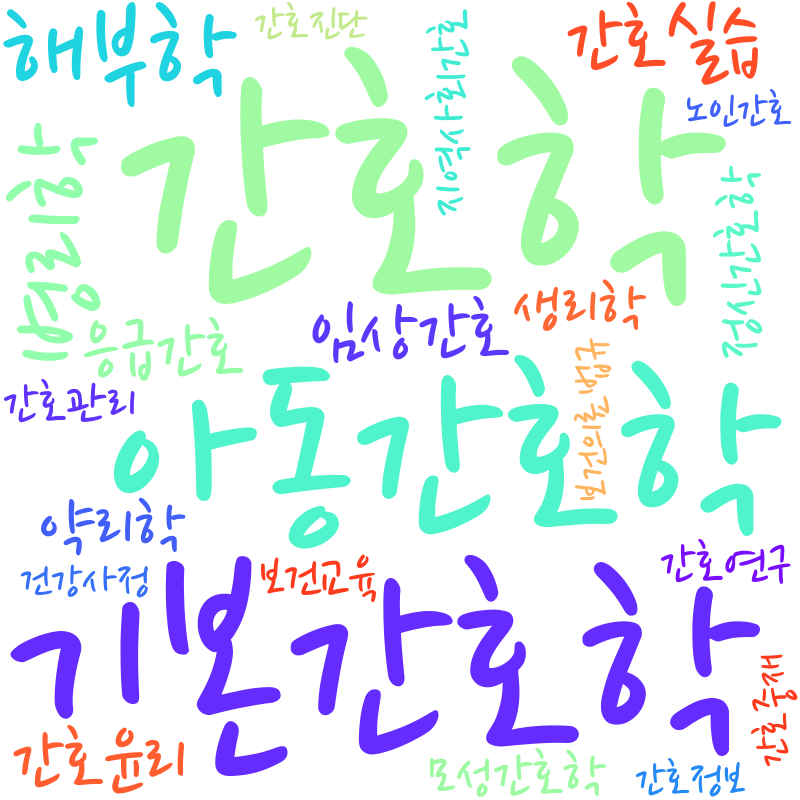 해부학
간호진단
간호실습
지역사회간호
노인간호
간호학
병리학
정신간호학
생리학
임상간호
응급간호
보건의료법규
간호관리
아동간호학
약리학
간호연구
보건교육
건강사정
기본간호학
간호중재
간호윤리
모성간호학
간호정보